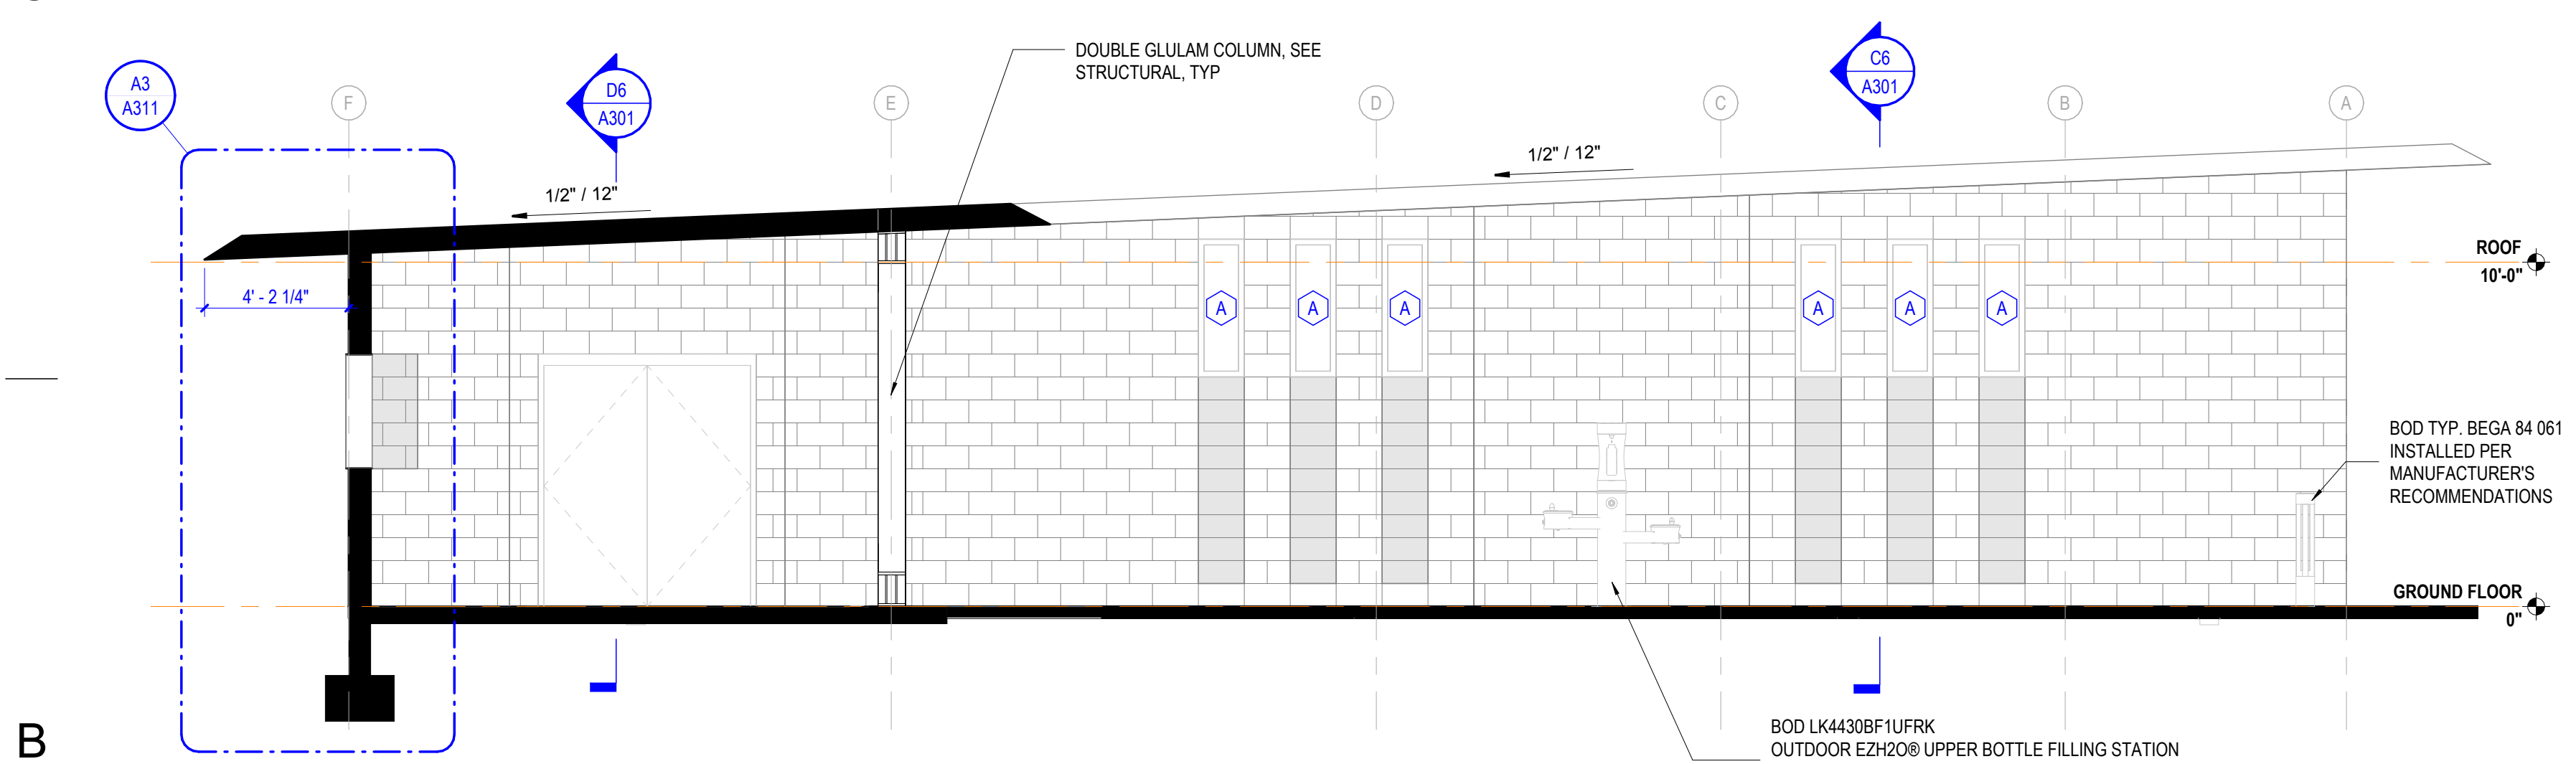 DOUBLE GLULAM COLUMN, SEE
STRUCTURAL, TYP
A3
A311
D6
A301
C6
A301
F
E
D
C
B
A
1/2" / 12"
1/2" / 12"
4' - 2 1/4"
A
A
A
A
A
A
ROOF
10'-0"
BOD TYP. BEGA 84 061
INSTALLED PER
MANUFACTURER'S
RECOMMENDATIONS
GROUND FLOOR
0"
BOD LK4430BF1UFRK
OUTDOOR EZH2O® UPPER BOTTLE FILLING STATION
B